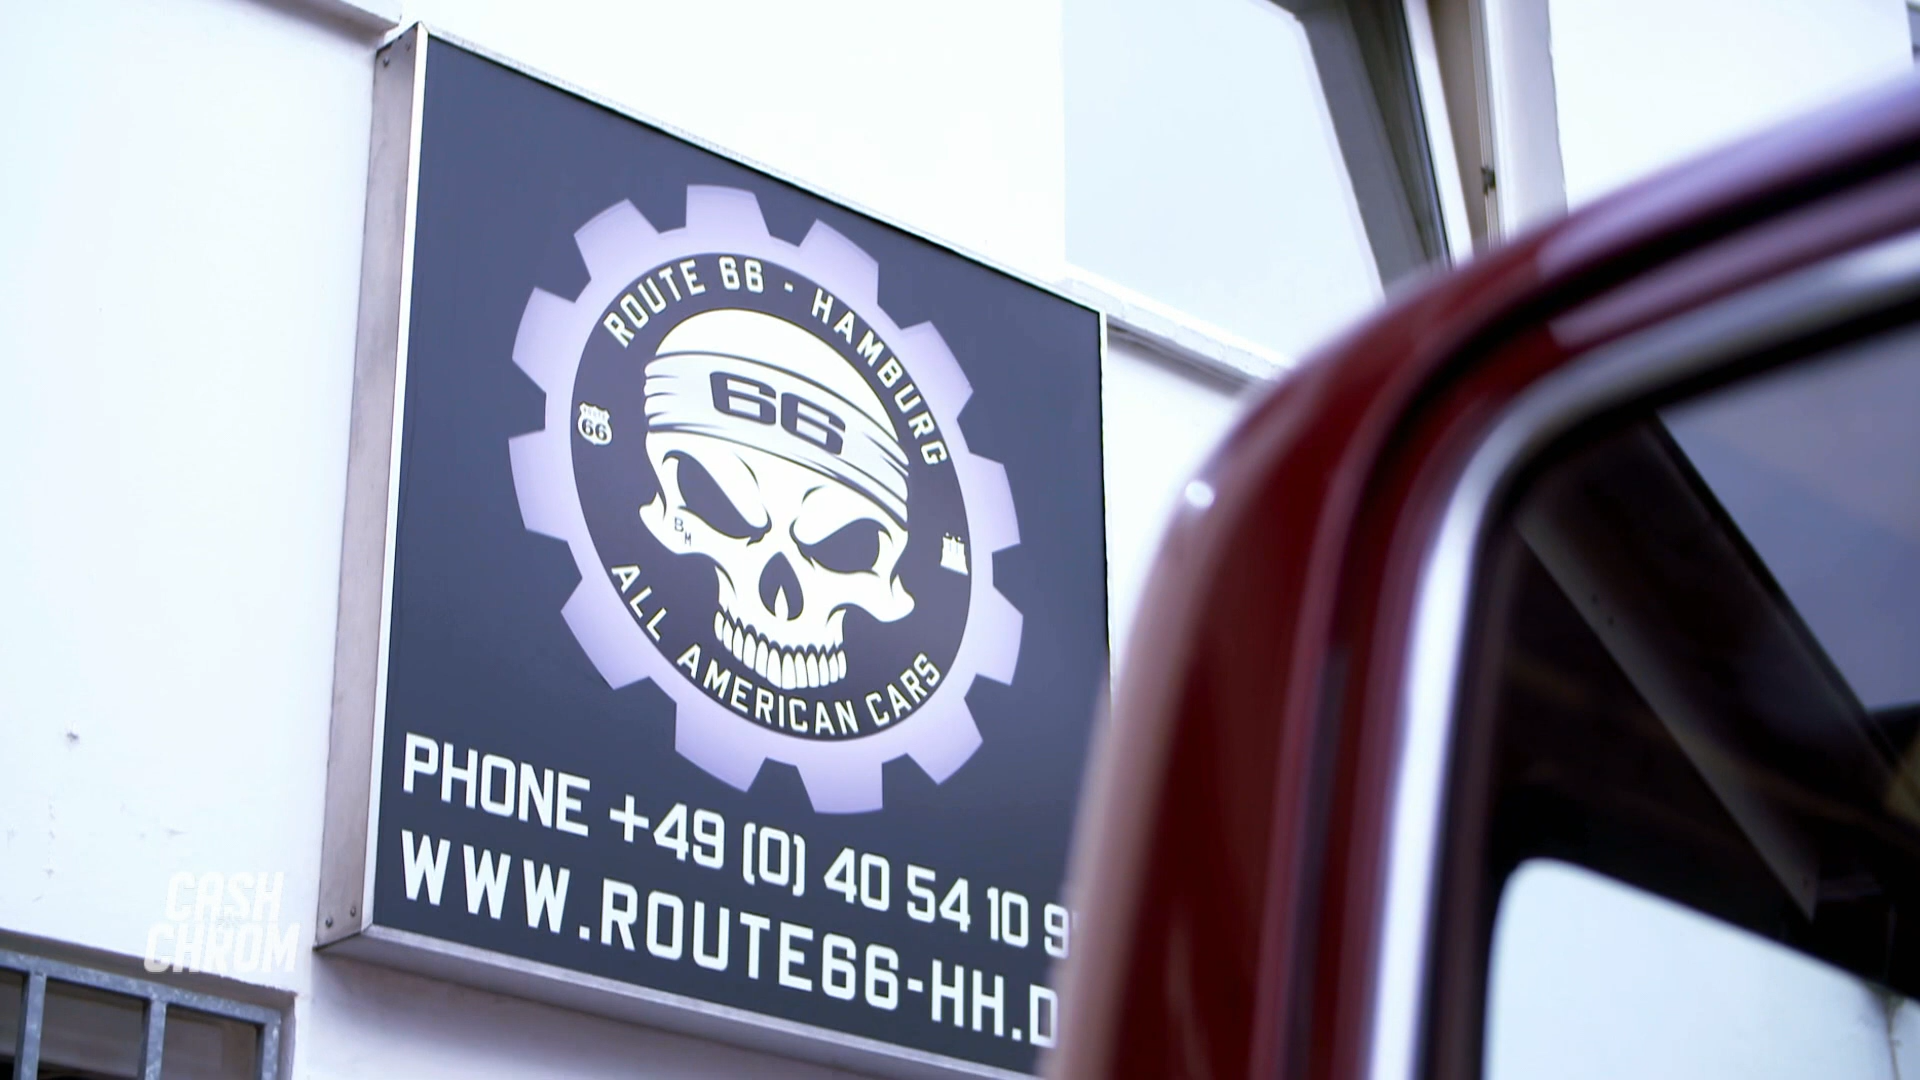 ROUTE 66 - HAMBURG
66
66
B
M
ALL AMERICAN CARS
PHONE +49 (0) 40 54 10 9
WWW.ROUTE66-HH.D
CASH
CHROM